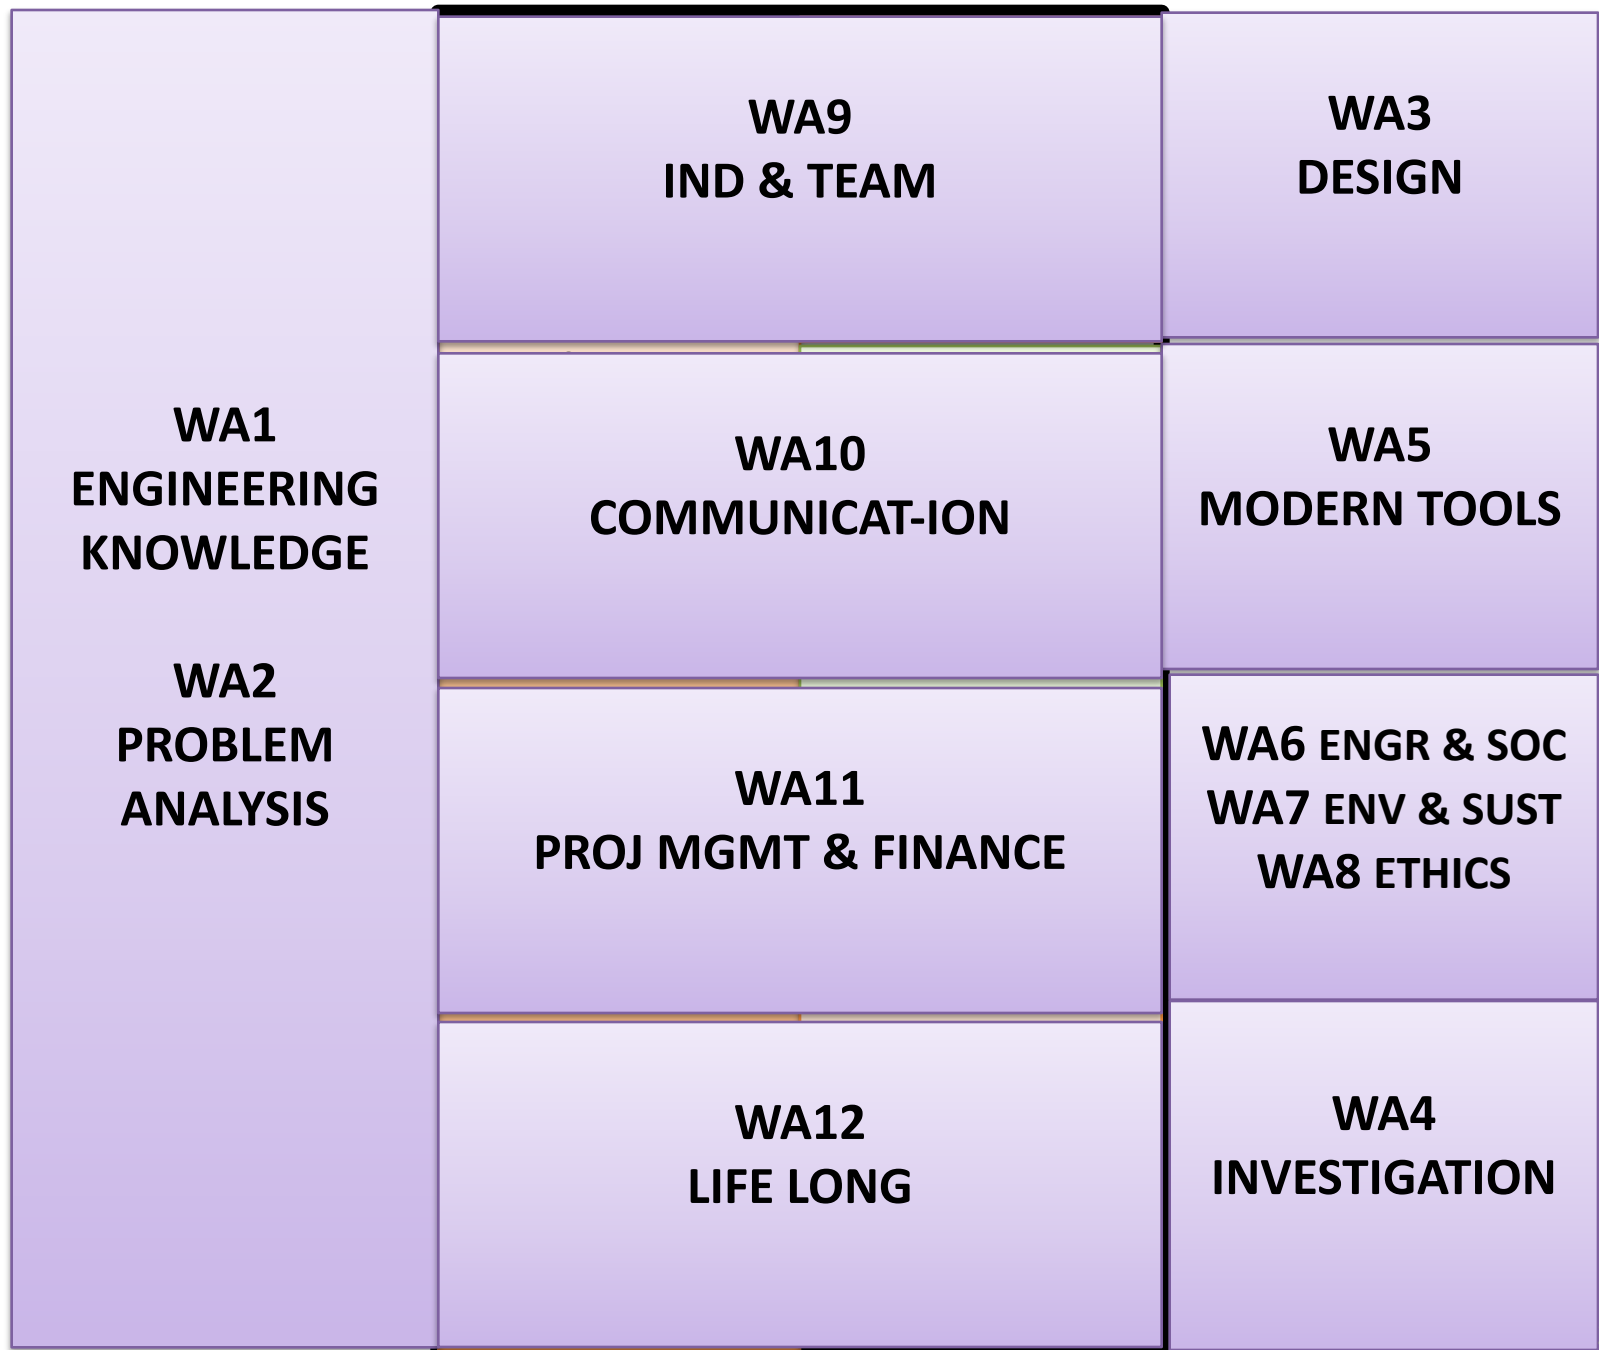 WA1
ENGINEERING
KNOWLEDGE
WA2
PROBLEM
ANALYSIS
WA9
IND & TEAM
WA10
COMMUNICAT-ION
WA11
PROJ MGMT & FINANCE
WA12
LIFE LONG
WA3
DESIGN
WA5
MODERN TOOLS
WA6 ENGR & SOC
WA7 ENV & SUST
WA8 ETHICS
WA4
INVESTIGATION